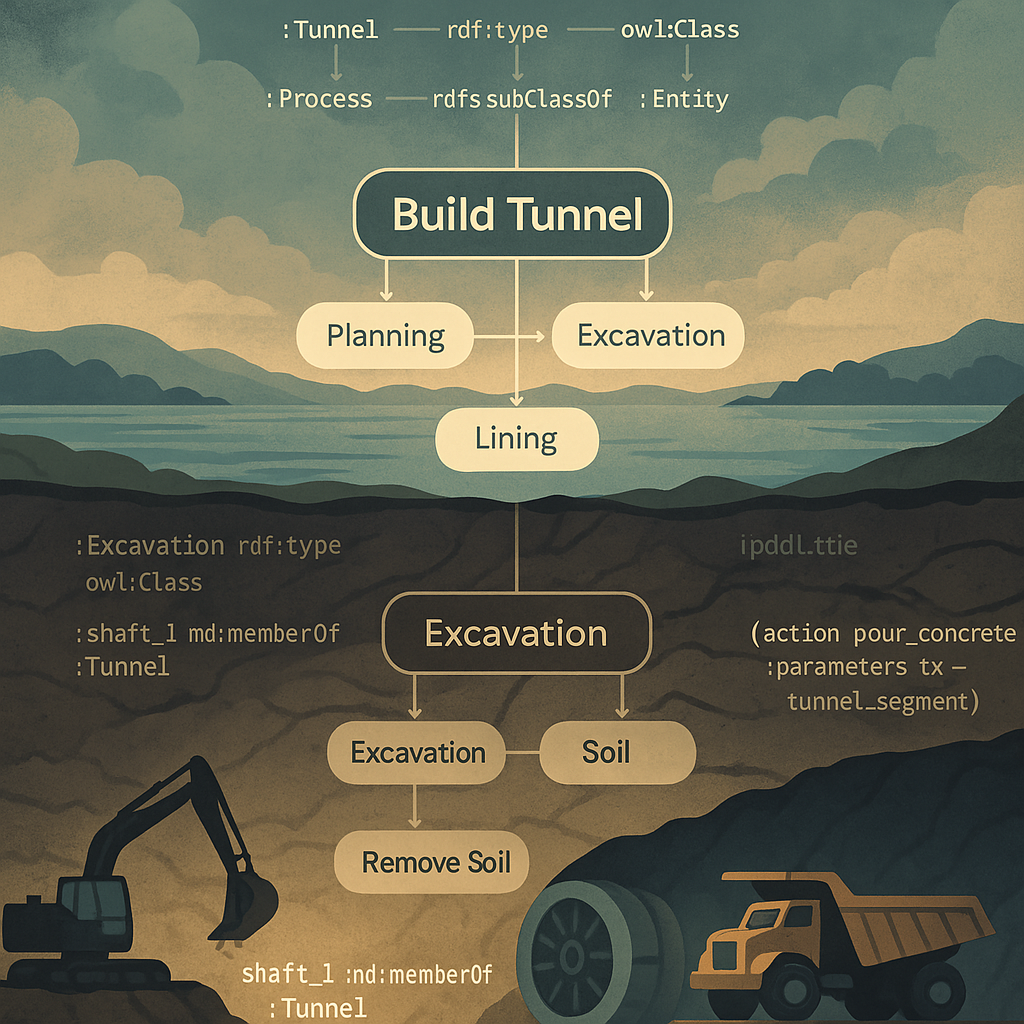 :Tunnel rdf:type owl:Class
:Process rdfs subClassOf :Entity
Build Tunnel
Planning Excavation
Lining
:Excavation rdf:type
owl:Class
ipddl.ttie
:shaft_1 md:memberOf
:Tunnel
(action pour_concrete
:parameters tx —
tunnel_segment)
Excavation
Excavation Soil
Remove Soil
shaft_1 :nd:memberOf
:Tunnel